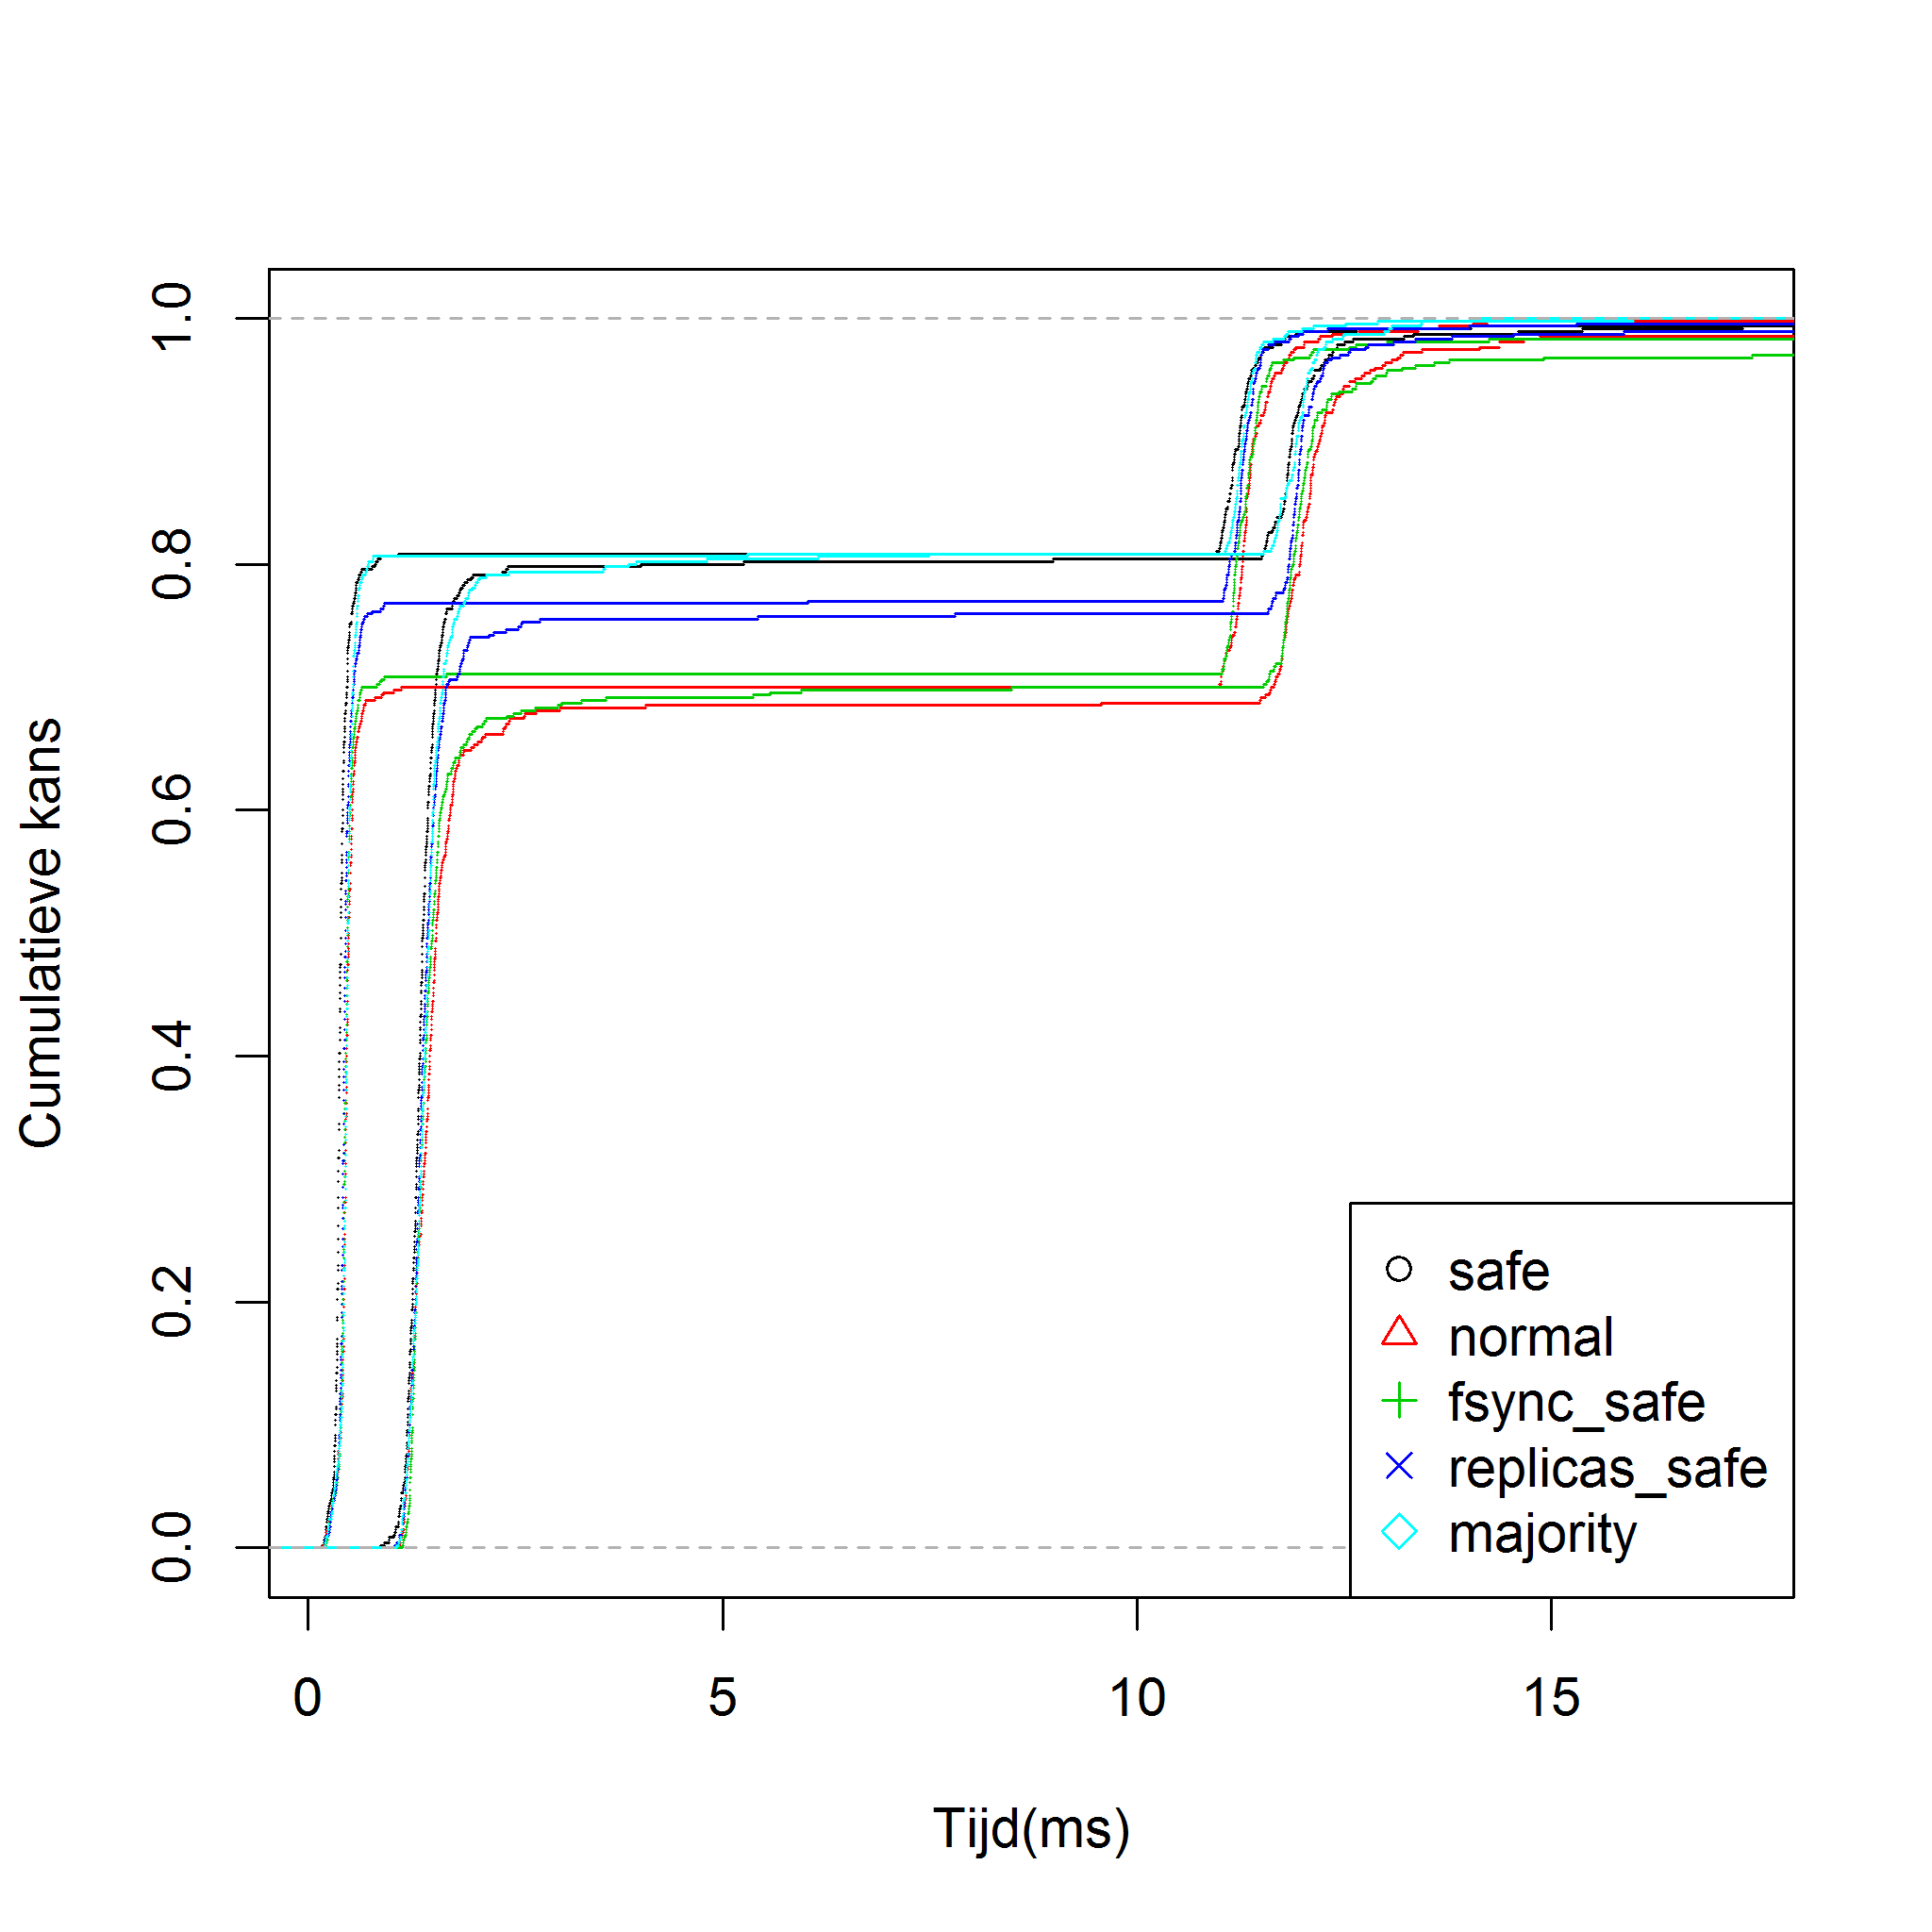 Cumulatieve kans
1.0
0.8
0.6
0.4
0.2
0.0
safe
normal
fsync_safe
replicas_safe
majority
0 5 10 15
Tijd(ms)